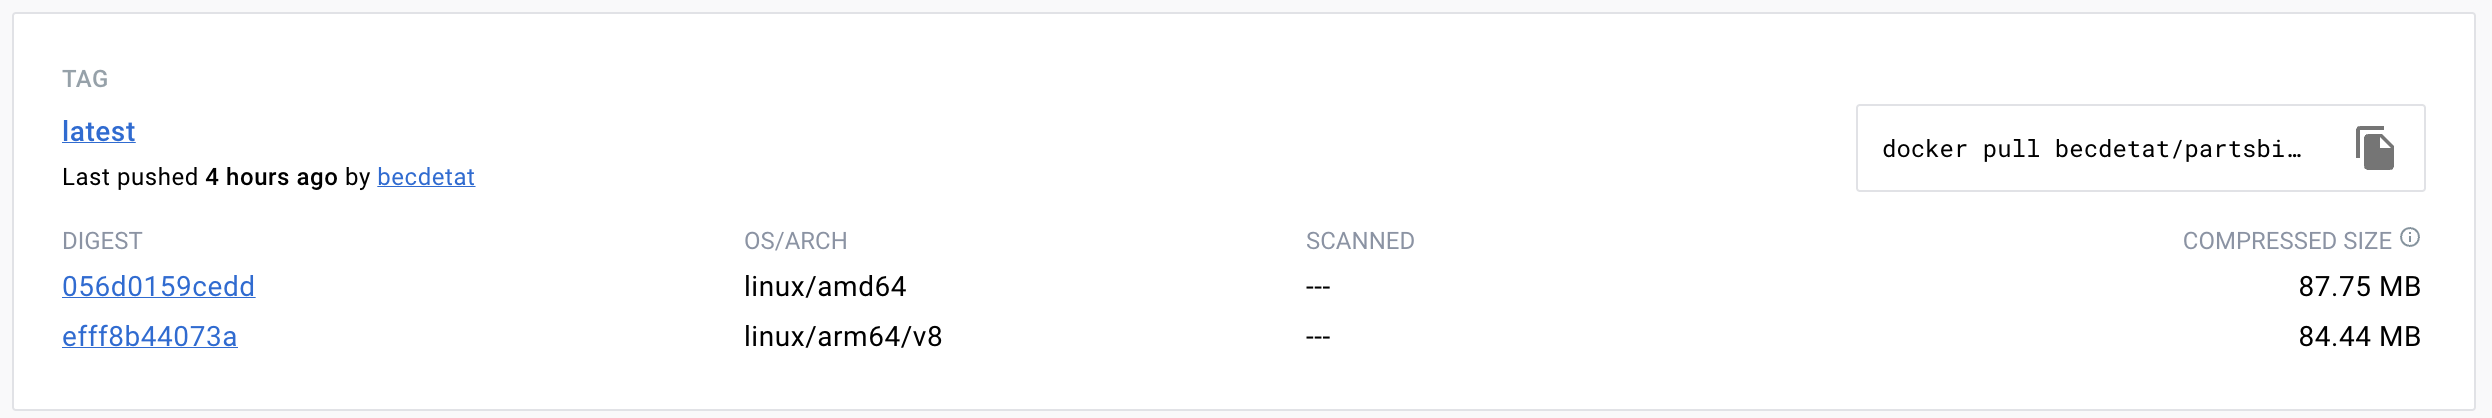 TAG
latest
Last pushed 4 hours ago by becdetat
docker pull becdetat/partsbi…
DIGEST OS/ARCH SCANNED COMPRESSED SIZE
056d0159cedd linux/amd64 --- 87.75 MB
efff8b44073a linux/arm64/v8 --- 84.44 MB